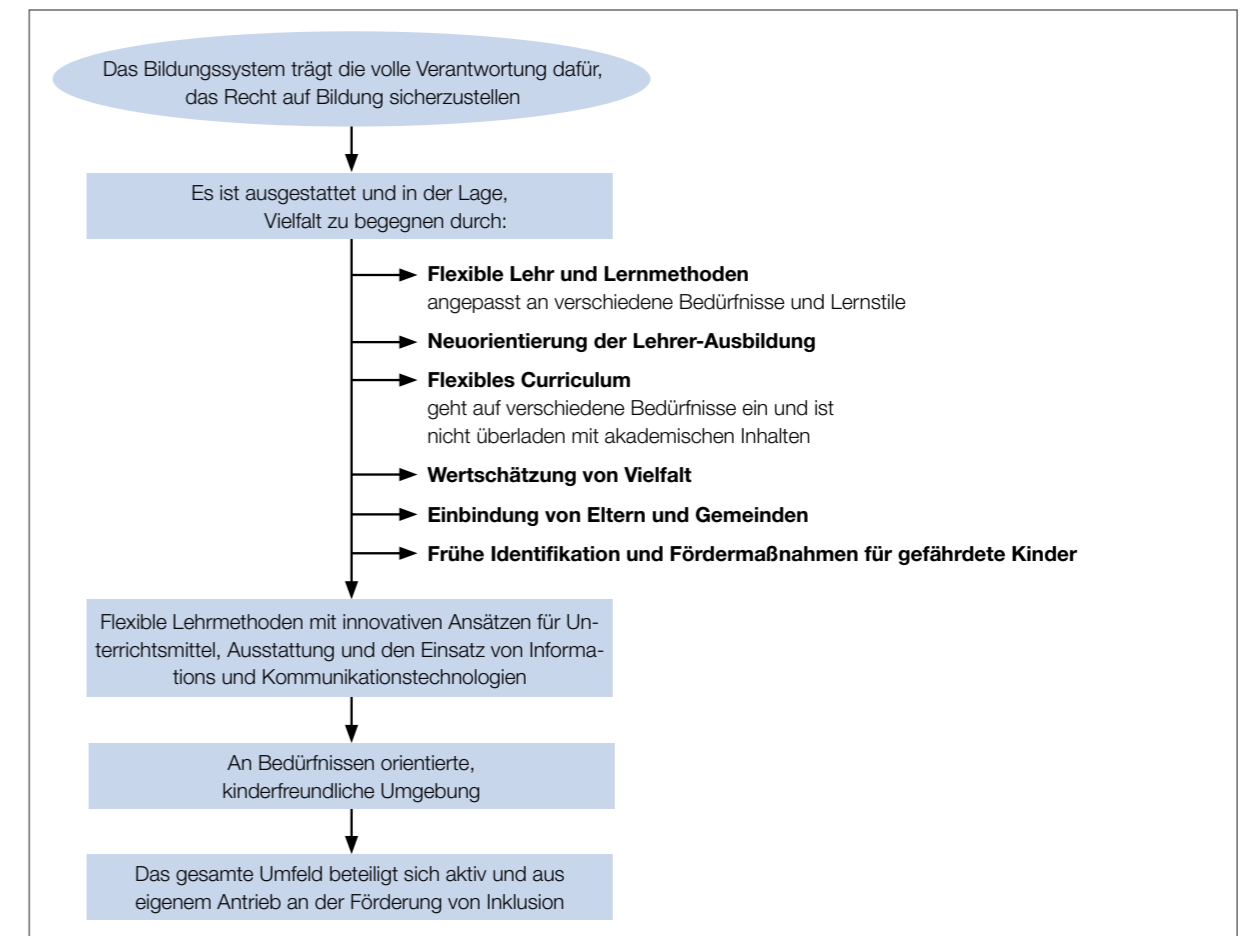 Das Bildungssystem trägt die volle Verantwortung dafür,
das Recht auf Bildung sicherzustellen
Es ist ausgestattet und in der Lage,
Vielfalt zu begegnen durch:
Flexible Lehr und Lernmethoden
angepasst an verschiedene Bedürfnisse und Lernstile
Neuorientierung der Lehrer-Ausbildung
Flexibles Curriculum
geht auf verschiedene Bedürfnisse ein und ist
nicht überladen mit akademischen Inhalten
Wertschätzung von Vielfalt
Einbindung von Eltern und Gemeinden
Frühe Identifikation und Fördermaßnahmen für gefährdete Kinder
Flexible Lehrmethoden mit innovativen Ansätzen für Un-
terrichtsmittel, Ausstattung und den Einsatz von Informa-
tions und Kommunikationstechnologien
An Bedürfnissen orientierte,
kinderfreundliche Umgebung
Das gesamte Umfeld beteiligt sich aktiv und aus
eigenem Antrieb an der Förderung von Inklusion